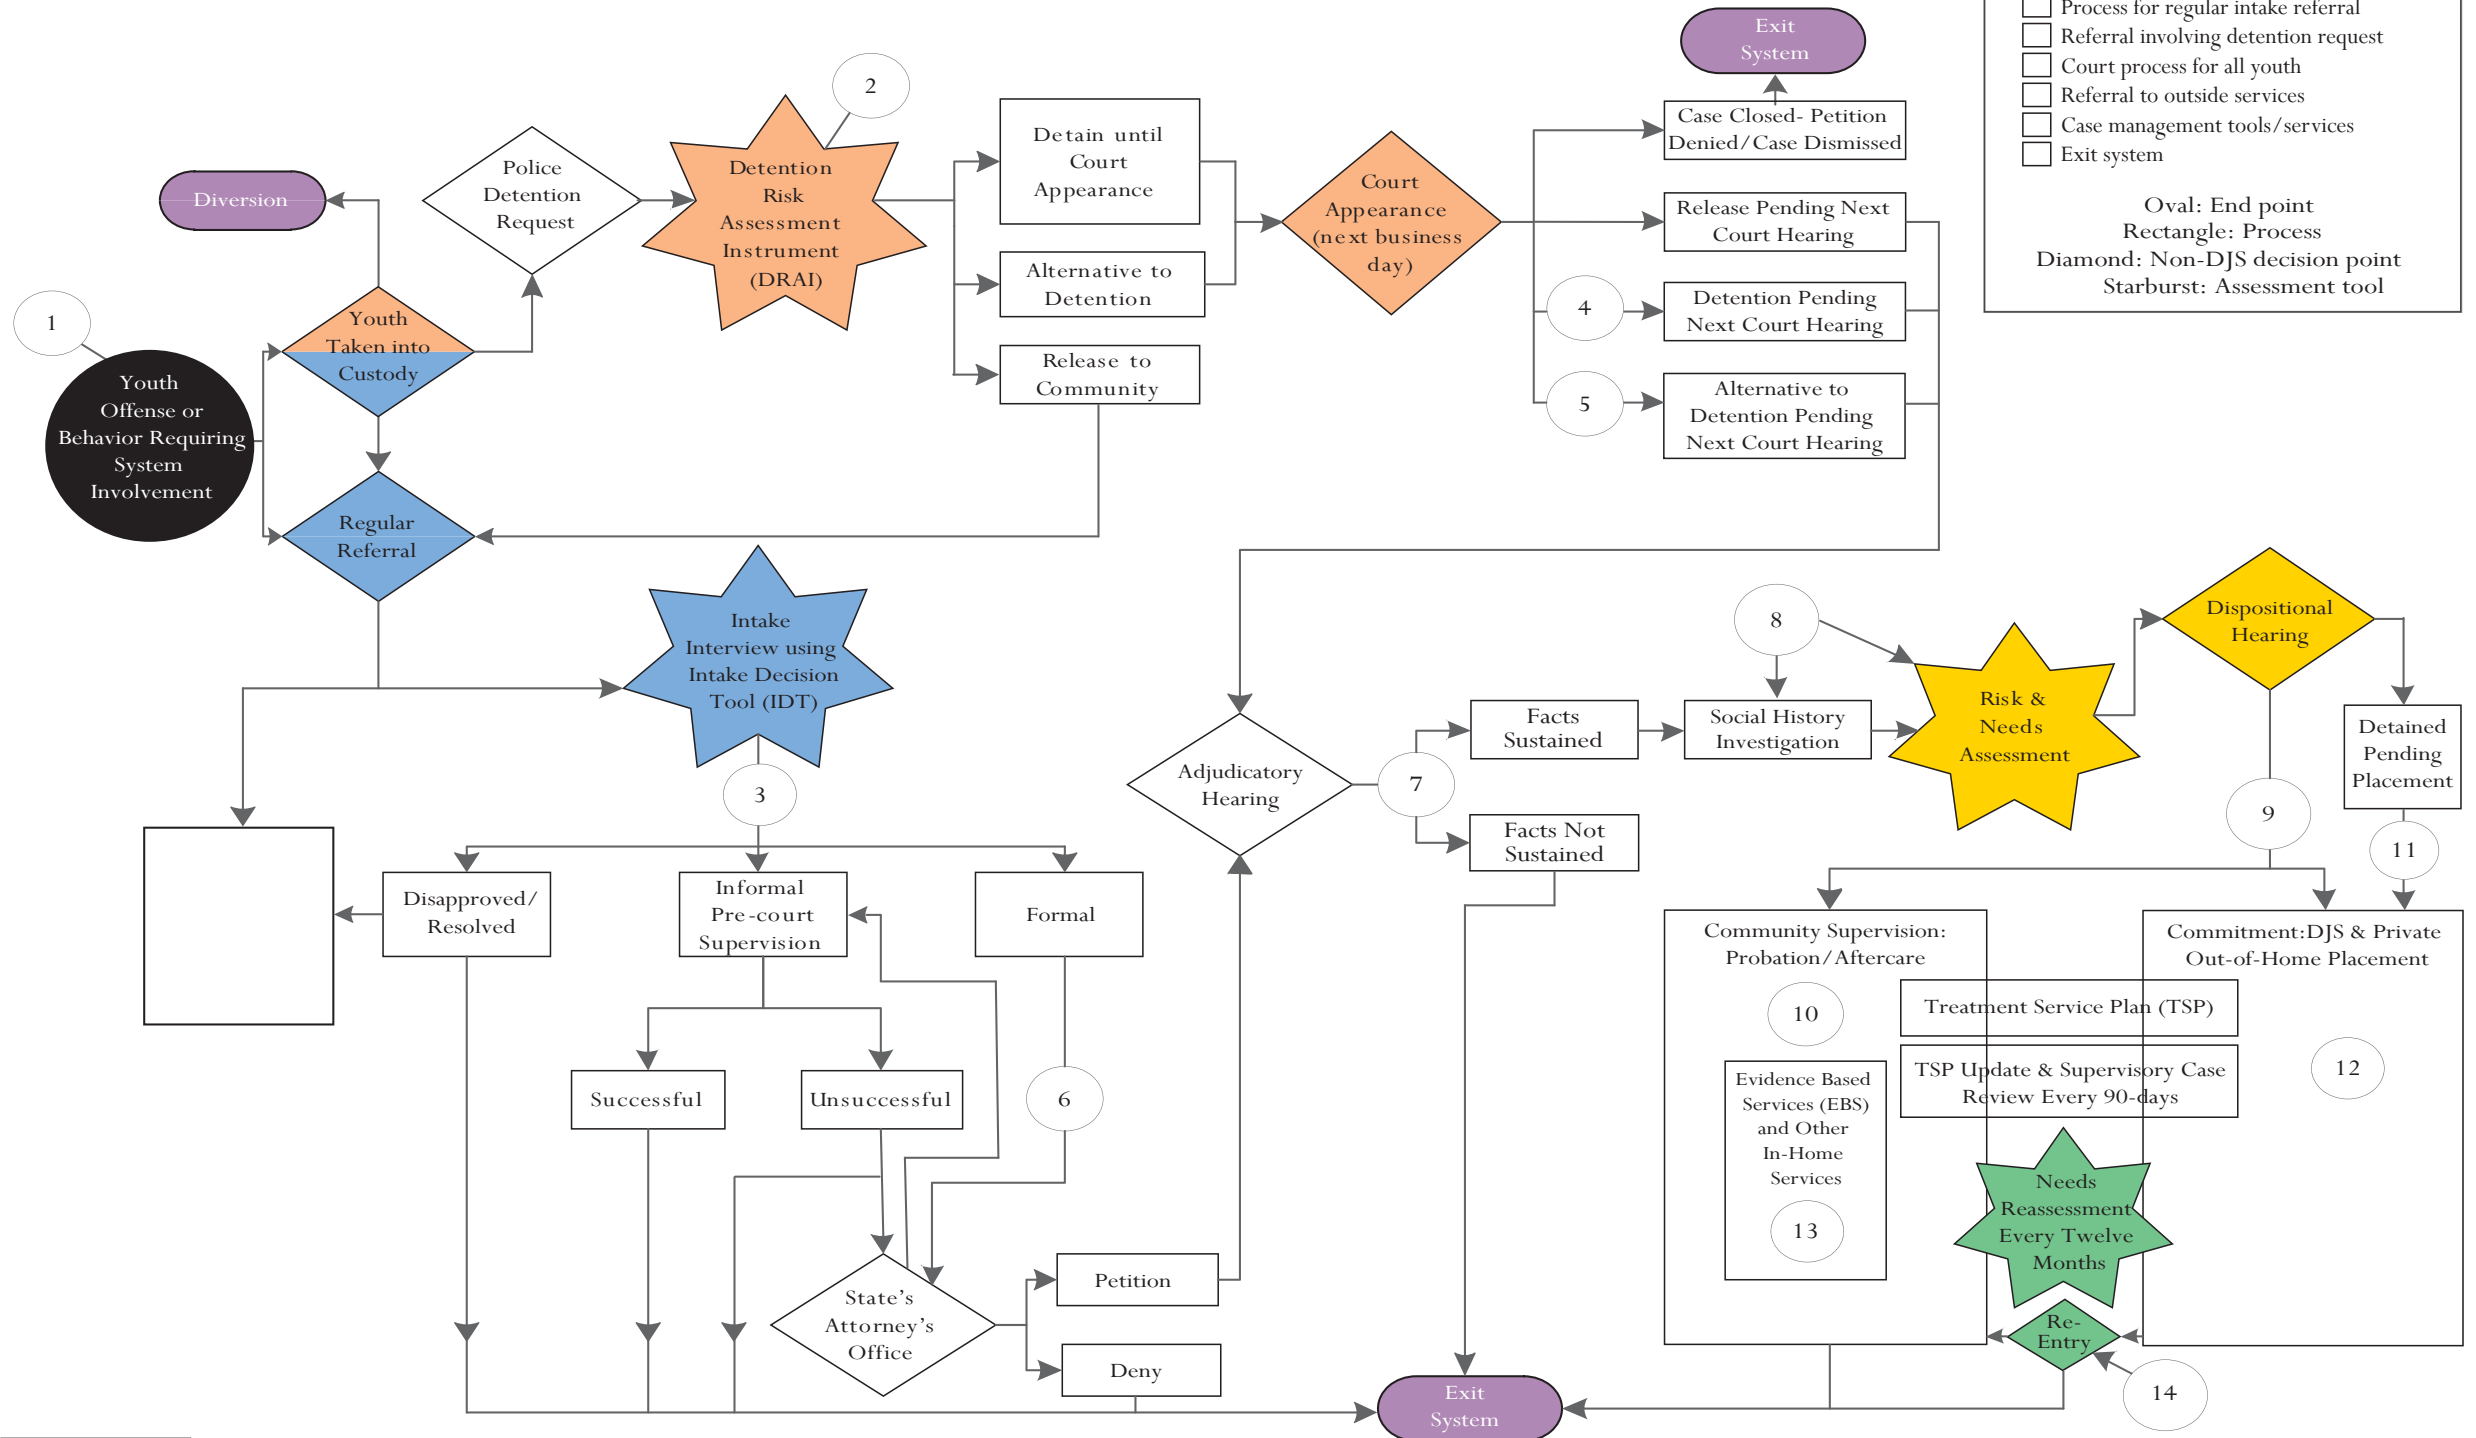 Exit
System
Process for regular intake referral
Referral involving detention request
Court process for all youth
Referral to outside services
Case management tools/services
Exit system
Oval: End point
Rectangle: Process
Diamond: Non-DJS decision point
Starburst: Assessment tool
2
Diversion
Police
Detention
Request
Detention
Risk
Assessment
Instrument
(DRAI)
Detain until
Court
Appearance
Alternative to
Detention
Release to
Community
Court
Appearance
(next business
day)
Case Closed- Petition
Denied/Case Dismissed
Release Pending Next
Court Hearing
4
Detention Pending
Next Court Hearing
5
Alternative to
Detention Pending
Next Court Hearing
1
Youth
Offense or
Behavior Requiring
System
Involvement
Youth
Taken into
Custody
Regular
Referral
Intake
Interview using
Intake Decision
Tool (IDT)
3
Disapproved/
Resolved
Informal
Pre-court
Supervision
Formal
Successful
Unsuccessful
6
State's
Attorney's
Office
Petition
Deny
Adjudicatory
Hearing
7
Facts
Sustained
Facts Not
Sustained
8
Social History
Investigation
Risk &
Needs
Assessment
Dispositional
Hearing
Detained
Pending
Placement
9
11
Community Supervision:
Probation/Aftercare
10
Evidence Based
Services (EBS)
and Other
In-Home
Services
13
Commitment:DJS & Private
Out-of-Home Placement
Treatment Service Plan (TSP)
TSP Update & Supervisory Case
Review Every 90-days
12
Needs
Reassessment
Every Twelve
Months
Re-
Entry
14
Exit
System